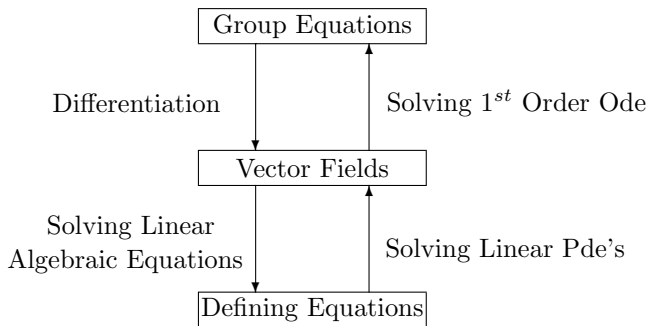 Group Equations
Differentiation
Solving 1st Order Ode
Vector Fields
Solving Linear
Algebraic Equations
Solving Linear Pde's
Defining Equations